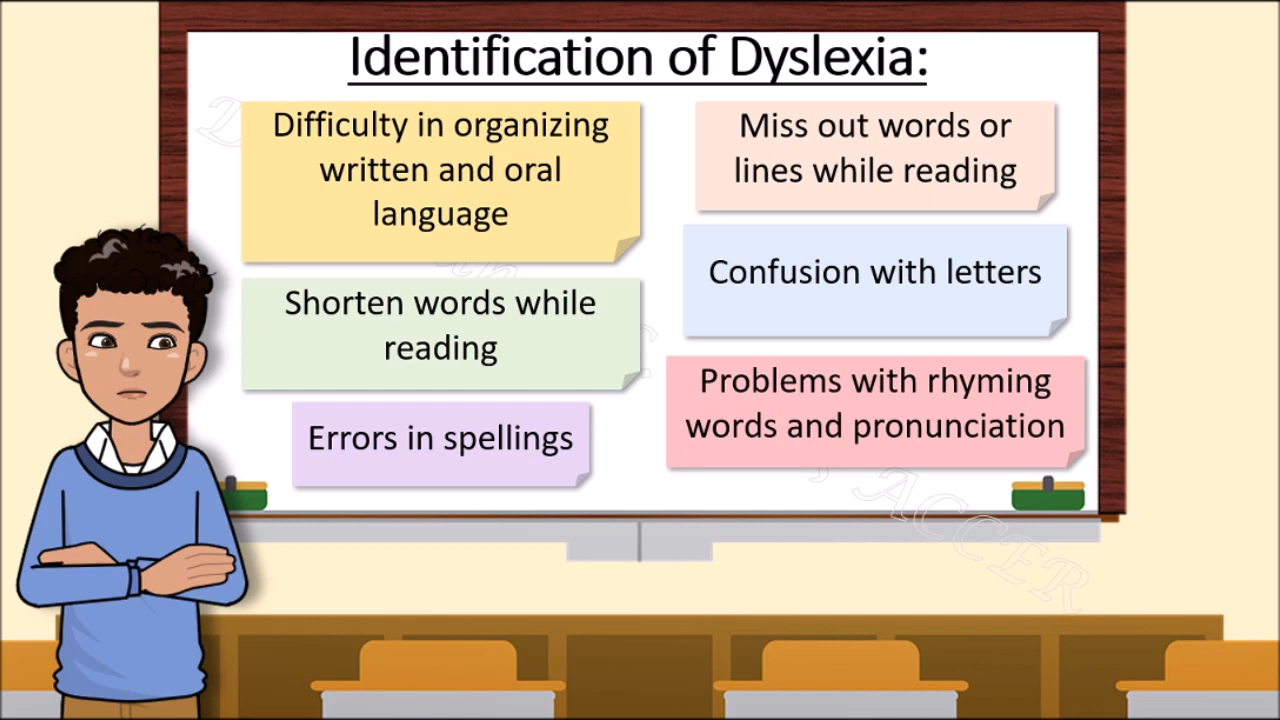 Identification of Dyslexia:
Difficulty in organizing
written and oral
language
Shorten words while
reading
Errors in spellings
Miss out words or
lines while reading
Confusion with letters
Problems with rhyming
words and pronunciation
, ACCER